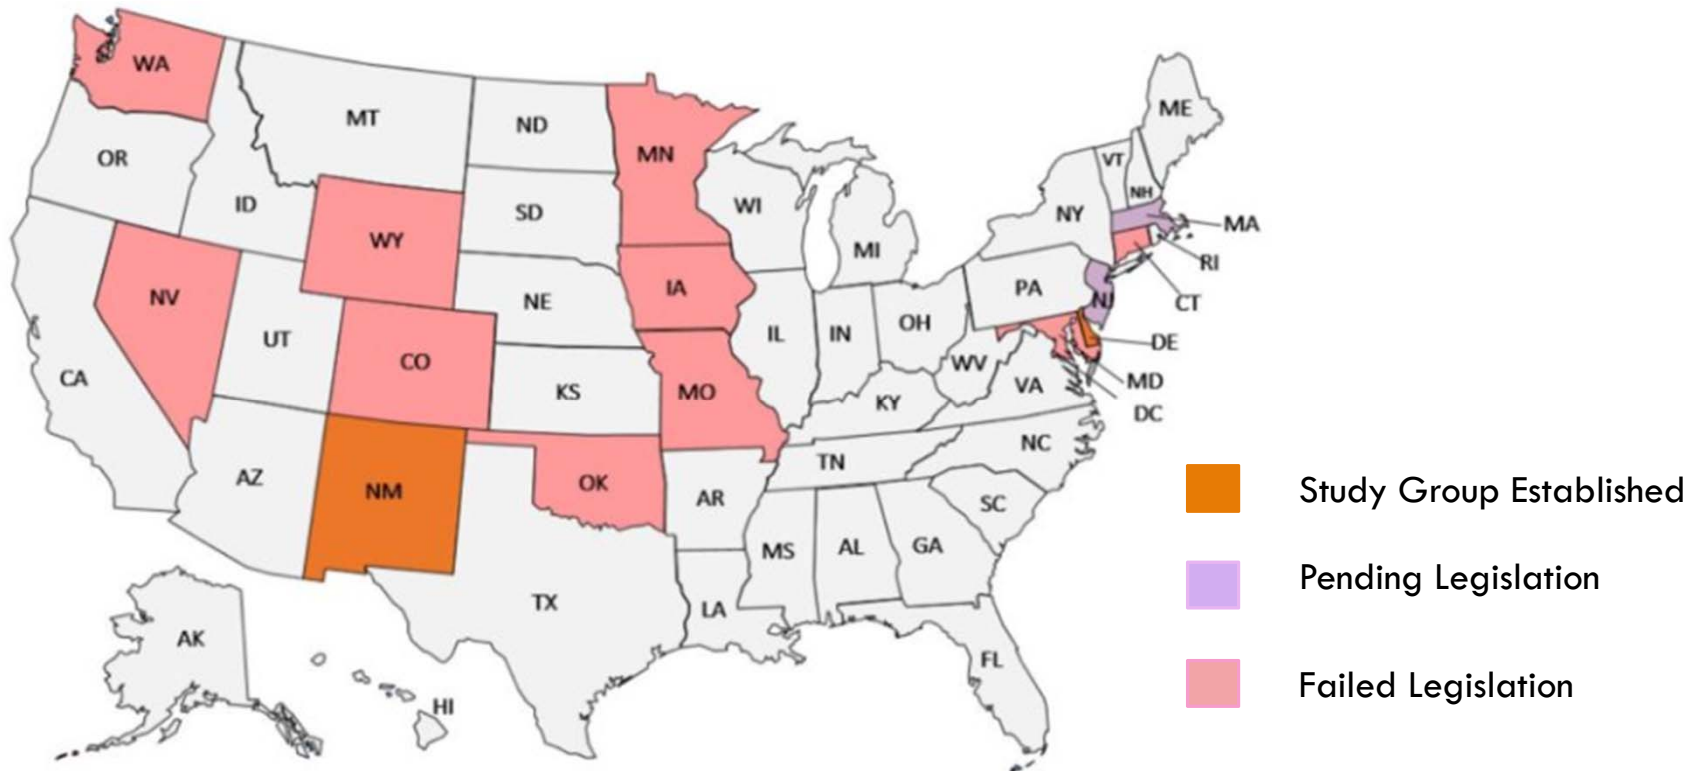 WA
MT
ND
MN
OR
ID
WY
SD
WI
MI
ME
VT
NH
NY
MA
RI
CT
NV
UT
CO
NE
IA
IL
IN
OH
PA
NJ
DE
MD
DC
CA
KS
MO
WV
VA
KY
AZ
NM
OK
AR
TN
NC
SC
MS
AL
GA
TX
LA
FL
AK
HI
Study Group Established
Pending Legislation
Failed Legislation